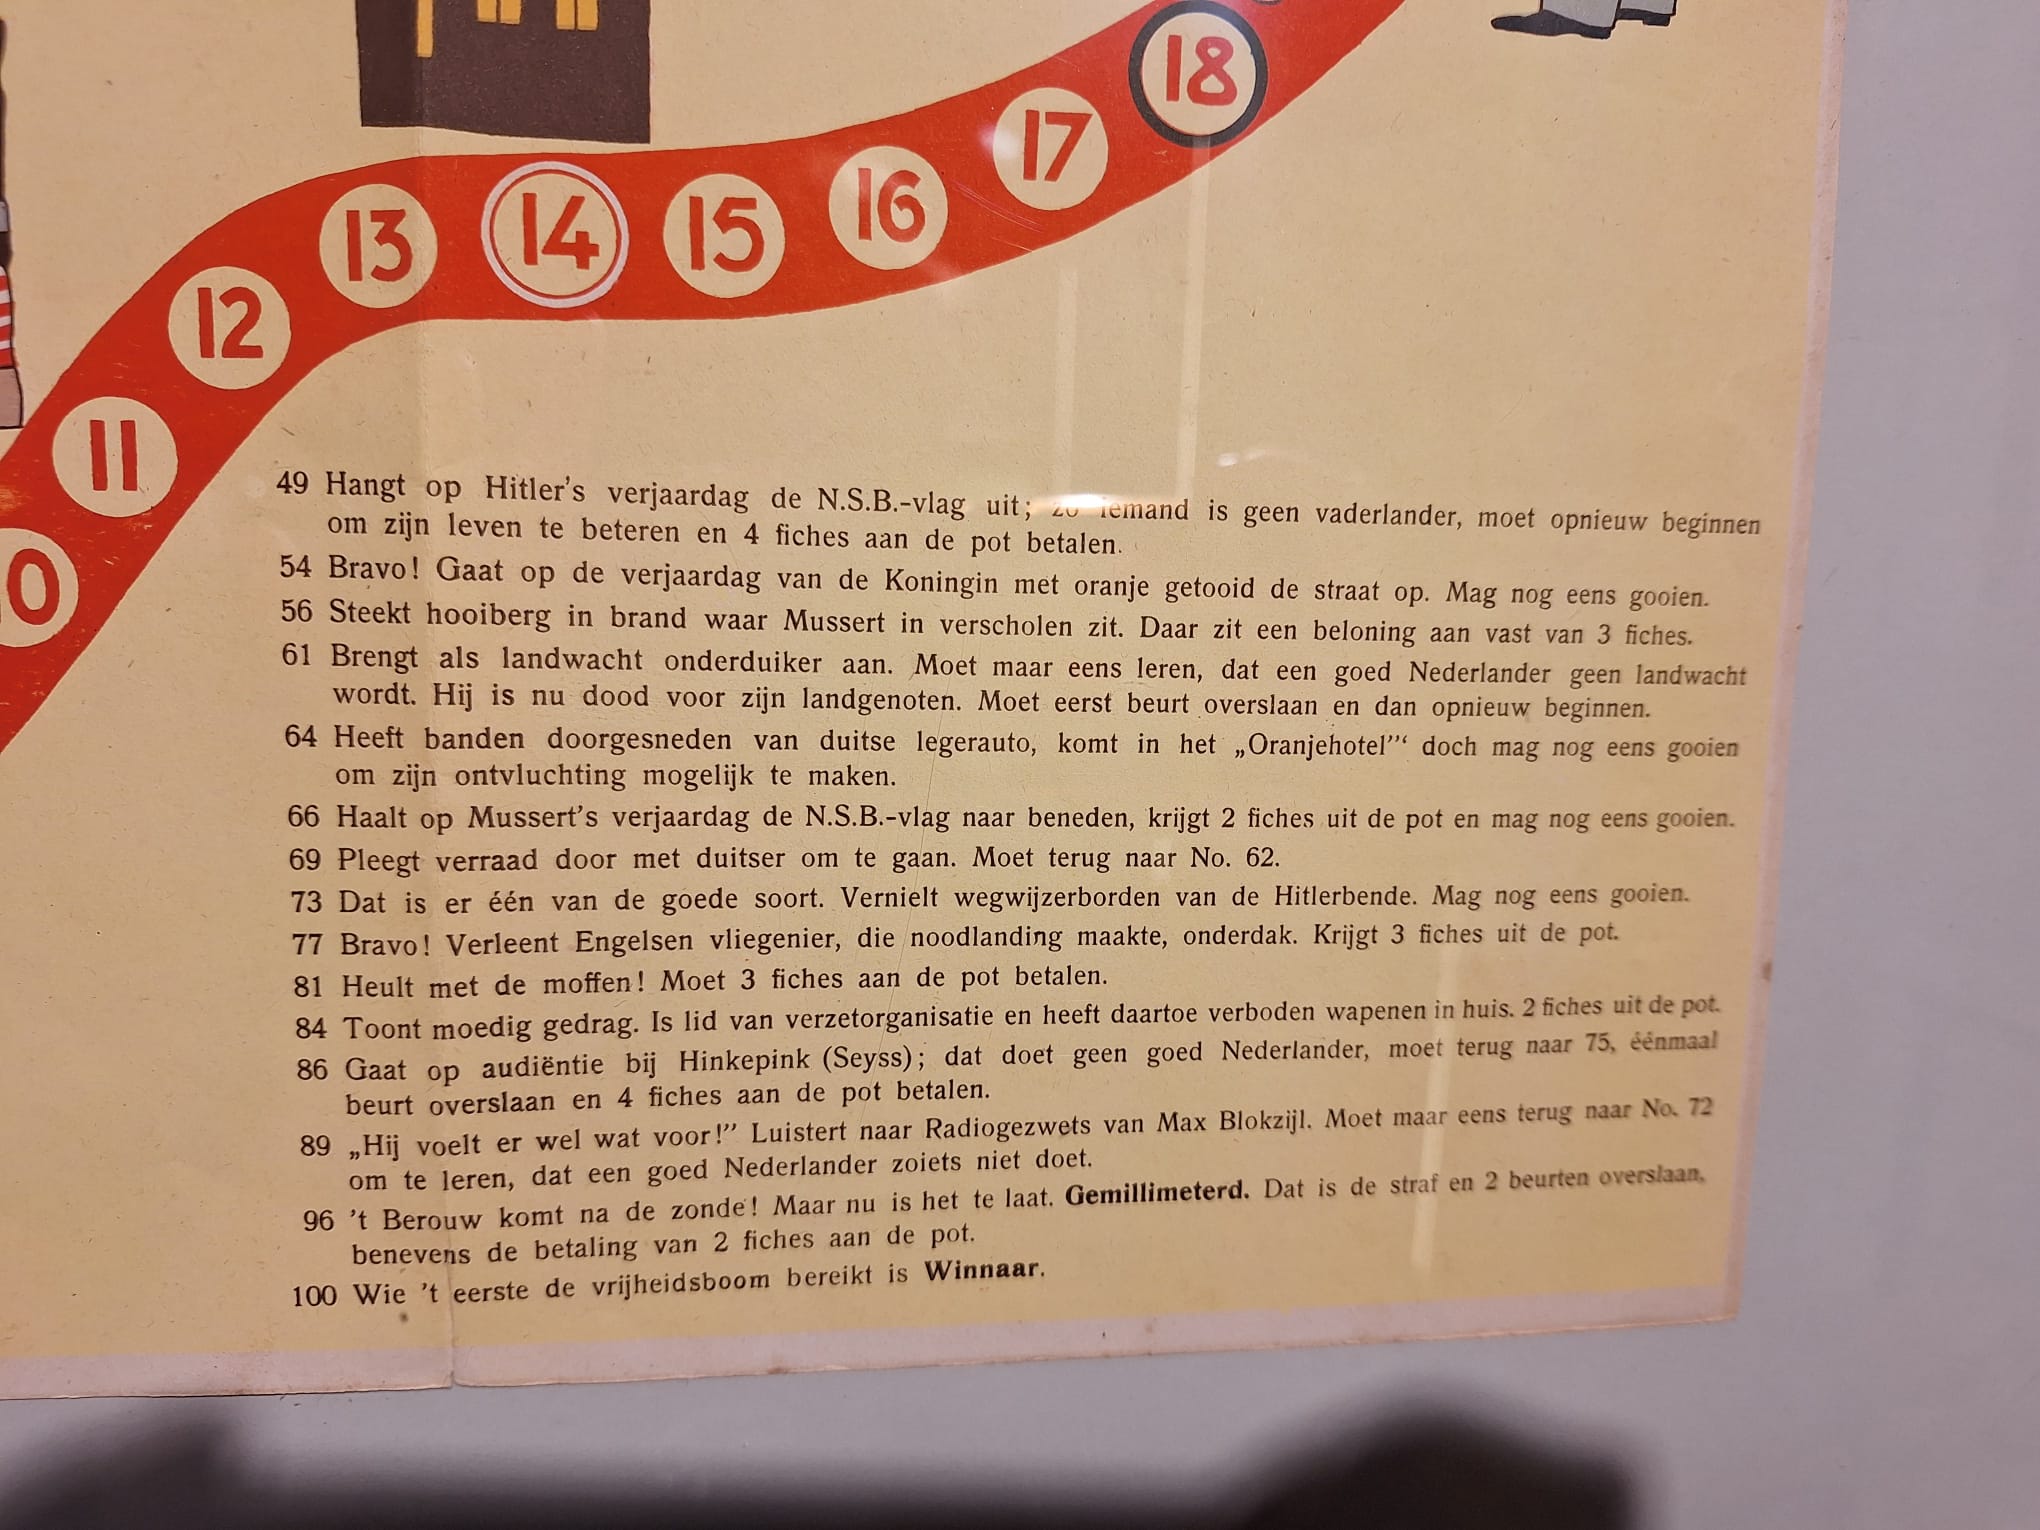 18
17
16
15
14
13
12
11
0
49 Hangt op Hitler's verjaardag de N.S.B.-vlag uit; zo iemand is geen vaderlander, moet opnieuw beginnen
om zijn leven te beteren en 4 fiches aan de pot betalen.
54 Bravo! Gaat op de verjaardag van de Koningin met oranje getooid de straat op. Mag nog eens gooien.
56 Steekt hooiberg in brand waar Mussert in verscholen zit. Daar zit een beloning aan vast van 3 fiches.
61 Brengt als landwacht onderduiker aan. Moet maar eens leren, dat een goed Nederlander geen landwacht
wordt. Hij is nu dood voor zijn landgenoten. Moet eerst beurt overslaan en dan opnieuw beginnen.
64 Heeft banden doorgesneden van duitse legerauto, komt in het „Oranjehotel”‘ doch mag nog eens gooien
om zijn ontvluchting mogelijk te maken.
66 Haalt op Mussert's verjaardag de N.S.B.-vlag naar beneden, krijgt 2 fiches uit de pot en mag nog eens gooien.
69 Pleegt verraad door met duitser om te gaan. Moet terug naar No. 62.
73 Dat is er één van de goede soort. Vernielt wegwijzerborden van de Hitlerbende. Mag nog eens gooien.
77 Bravo! Verleent Engelsen vliegenier, die noodlanding maakte, onderdak. Krijgt 3 fiches uit de pot.
81 Heult met de moffen! Moet 3 fiches aan de pot betalen.
84 Toont moedig gedrag. Is lid van verzetorganisatie en heeft daartoe verboden wapenen in huis. 2 fiches uit de pot.
86 Gaat op audiëntie bij Hinkepink (Seyss); dat doet geen goed Nederlander, moet terug naar 75, éénmaal
beurt overslaan en 4 fiches aan de pot betalen.
89 „Hij voelt er wel wat voor!” Luistert naar Radiogezwets van Max Blokzijl. Moet maar eens terug naar No. 72
om te leren, dat een goed Nederlander zoiets niet doet.
96 't Berouw komt na de zonde! Maar nu is het te laat. Gemillimeterd. Dat is de straf en 2 beurten overslaan,
benevens de betaling van 2 fiches aan de pot.
100 Wie 't eerste de vrijheidsboom bereikt is Winnaar.